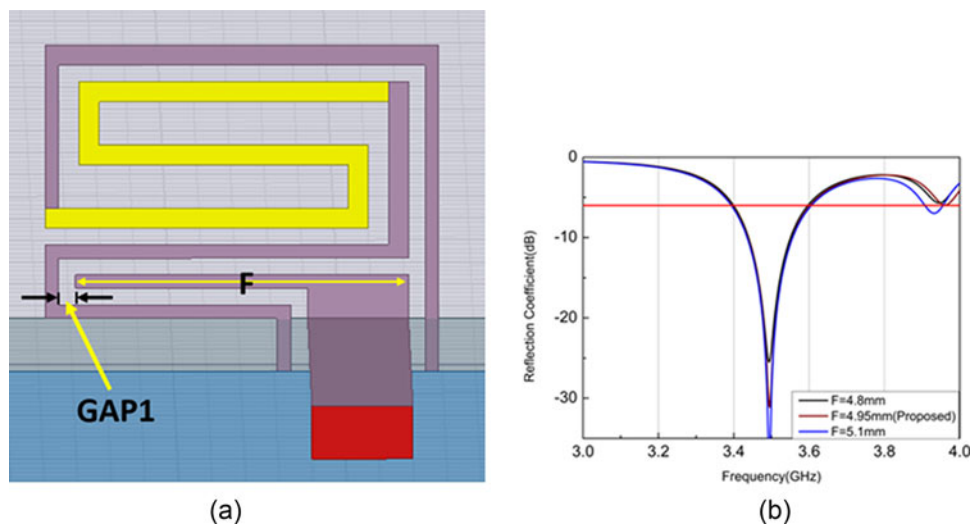 F
GAP1
(a)
0
-10
-20
-30
Reflection Coefficient(dB)
F=4.8mm
F=4.95mm(Proposed)
F=5.1mm
3.0 3.2 3.4 3.6 3.8 4.0
Frequency(GHz)
(b)